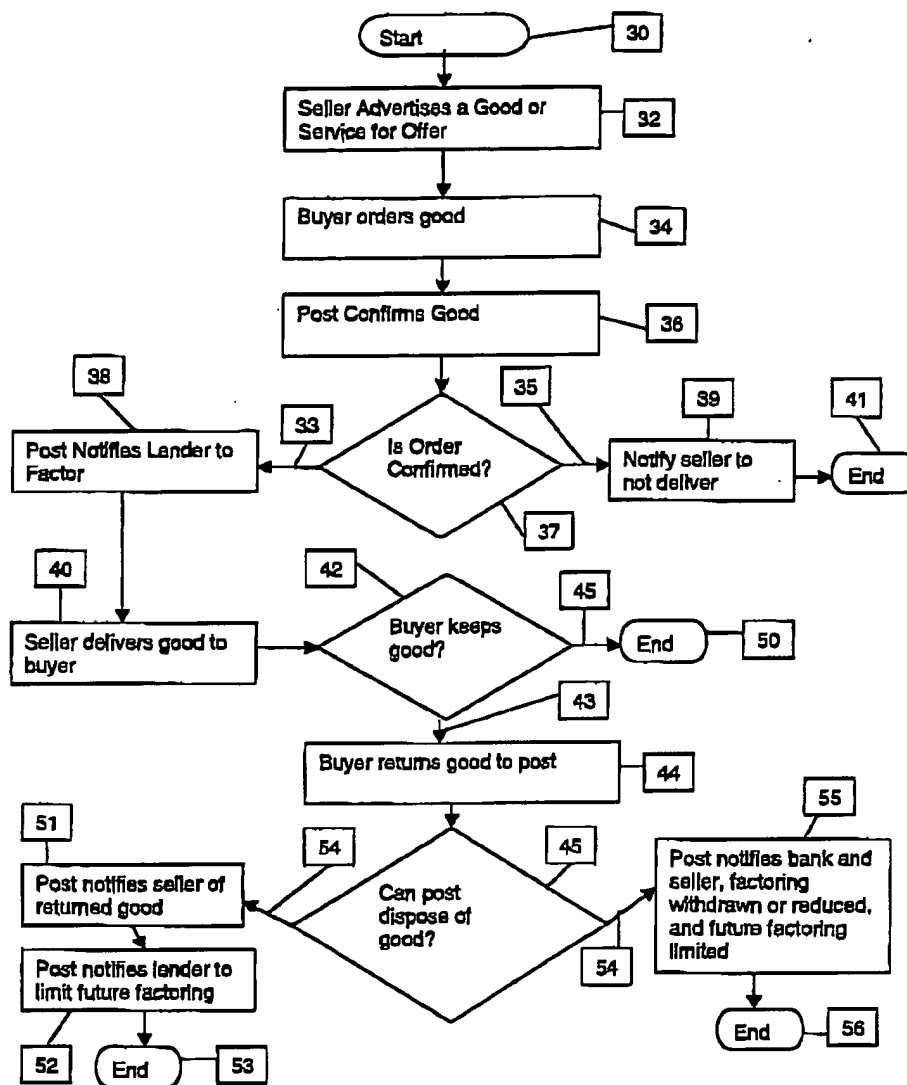 Start
30
Seller Advertises a Good or
Service for Offer
32
Buyer orders good
34
Post Confirms Good
36
38
33
35
39
41
Post Notifies Lender to
Factor
Is Order
Confirmed?
Notify seller to
not deliver
End
37
40
42
45
Seller delivers good to
buyer
Buyer keeps
good?
End
50
43
Buyer returns good to post
44
51
54
45
55
Post notifies seller of
returned good
Can post
dispose of
good?
Post notifies bank and
seller, factoring
withdrawn or reduced,
and future factoring
limited
54
Post notifies lender to
limit future factoring
52
End
53
End
56